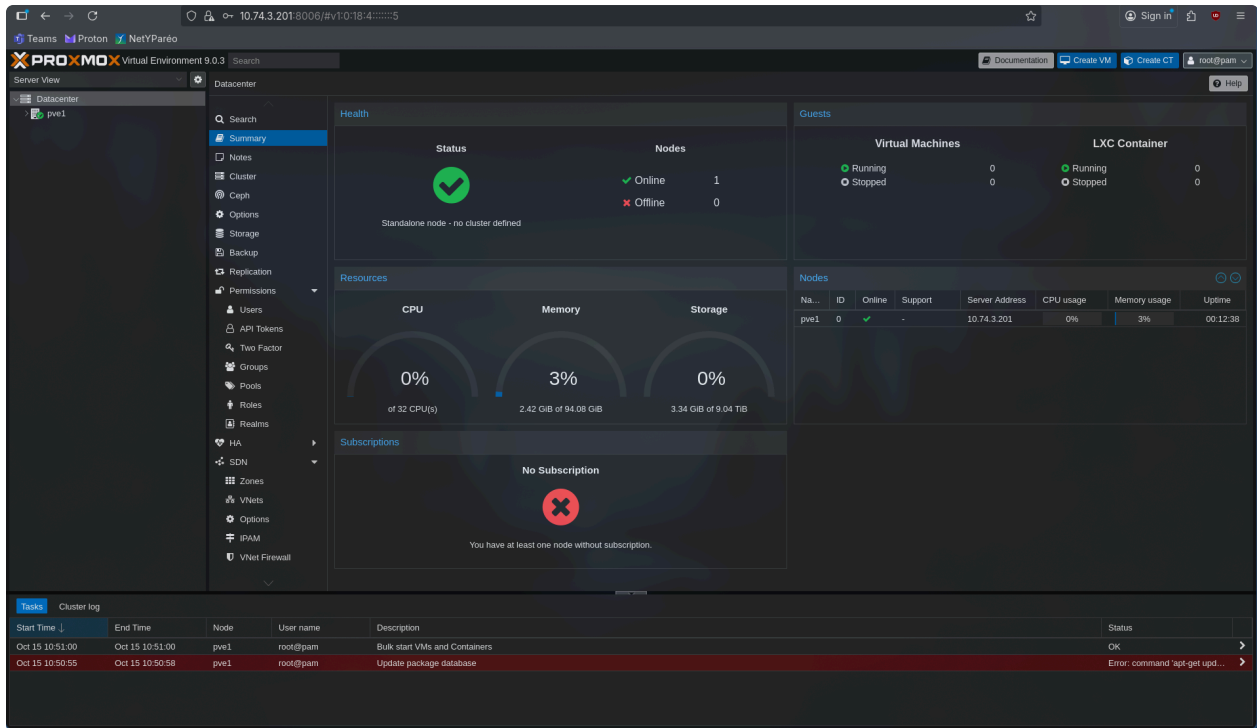 10.74.3.201:8006/#v1:0:18:4:::::::5
Sign in
Teams Proton NetYParéo
PROXMOX Virtual Environment 9.0.3 Search
Documentation Create VM Create CT root@pam
Server View
Datacenter
Help
Datacenter
pve1
Search
Summary
Notes
Cluster
Ceph
Options
Storage
Backup
Replication
Permissions
Users
API Tokens
Two Factor
Groups
Pools
Roles
Realms
HA
SDN
Zones
VNets
Options
IPAM
VNet Firewall
Health
Status
Nodes
Online 1
Offline 0
Standalone node - no cluster defined
Guests
Virtual Machines
LXC Container
Running 0
Stopped 0
Running 0
Stopped 0
Resources
CPU
Memory
Storage
0%
3%
0%
of 32 CPU(s)
2.42 GiB of 94.08 GiB
3.34 GiB of 9.04 TiB
Nodes
Na... ID Online Support Server Address CPU usage Memory usage Uptime
pve1 0 - 10.74.3.201 0% 3% 00:12:38
Subscriptions
No Subscription
You have at least one node without subscription.
Tasks Cluster log
Start Time End Time Node User name Description Status
Oct 15 10:51:00 Oct 15 10:51:00 pve1 root@pam Bulk start VMs and Containers OK
Oct 15 10:50:55 Oct 15 10:50:58 pve1 root@pam Update package database Error: command 'apt-get upd...